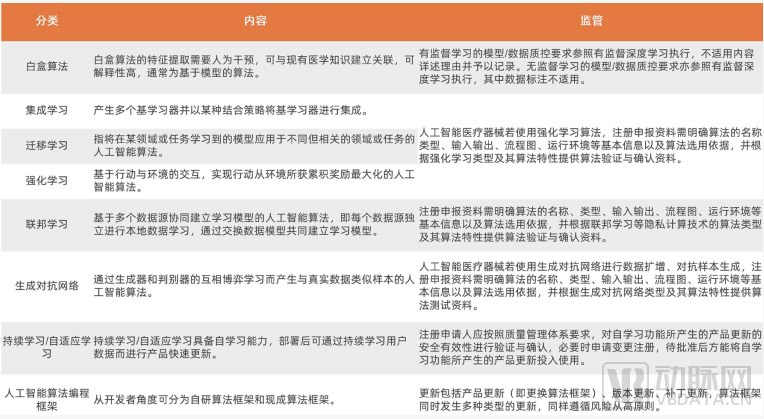 分类
内容
监管
白盒算法
白盒算法的特征提取需要人为干预，可与现有医学知识建立关联，可
解释性高，通常为基于模型的算法。
有监督学习的模型/数据质控要求参照有监督深度学习执行，不适用内容
详述理由并予以记录。无监督学习的模型/数据质控要求亦参照有监督深
度学习执行，其中数据标注不适用。
集成学习
产生多个基学习器并以某种结合策略将基学习器进行集成。
迁移学习
指将在某领域或任务学习到的模型应用于不同但相关的领域或任务的
人工智能算法。
人工智能医疗器械若使用强化学习算法，注册申报资料需明确算法的名称
类型、输入输出、流程图、运行环境等基本信息以及算法选用依据，并根
据强化学习类型及其算法特性提供算法验证与确认资料。
强化学习
基于行动与环境的交互，实现行动从环境所获累积奖励最大化的人工
智能算法。
联邦学习
基于多个数据源协同建立学习模型的人工智能算法，即每个数据源独
立进行本地数据学习，通过交换数据模型共同建立学习模型。
注册申报资料需明确算法的名称、类型、输入输出、流程图、运行环境等
基本信息以及算法选用依据，并根据联邦学习等隐私计算技术的算法类型
及其算法特性提供算法验证与确认资料。
生成对抗网络
通过生成器和判别器的互相博弈学习而产生与真实数据类似样本的人
工智能算法。
人工智能医疗器械若使用生成对抗网络进行数据扩增、对抗样本生成，注
册申报资料需明确算法的名称、类型、输入输出、流程图、运行环境等基
本信息以及算法选用依据，并根据生成对抗网络类型及其算法特性提供算
法测试资料。
持续学习/自适应学
习
持续学习/自适应学习具备自学习能力，部署后可通过持续学习用户
数据而进行产品快速更新。
注册申请人应按照质量管理体系要求，对自学习功能所产生的产品更新的
安全有效性进行验证与确认，必要时申请变更注册，待批准后方能将自学
习功能所产生的产品更新投入使用。
人工智能算法编程
框架
从开发者角度可分为自研算法框架和现成算法框架。
更新包括产品更新（即更换算法框架）、版本更新、补丁更新，算法框架
同时发生多种类型的更新，同样遵循风险从高原则。
动脉网
VBDATA.CN